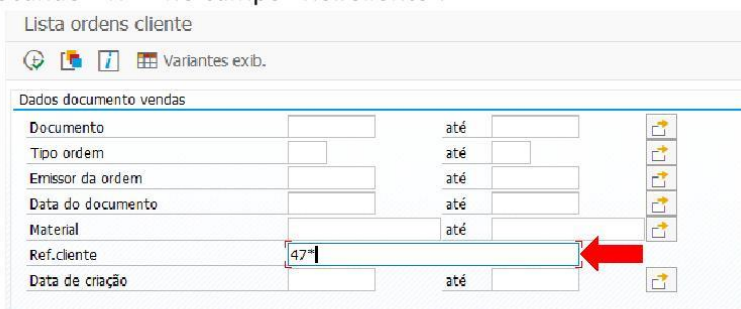 Lista ordens cliente
Variantes exib.
Dados documento vendas
Documento até
Tipo ordem até
Emissor da ordem até
Data do documento até
Material até
Ref.cliente 47*
Data de criação até